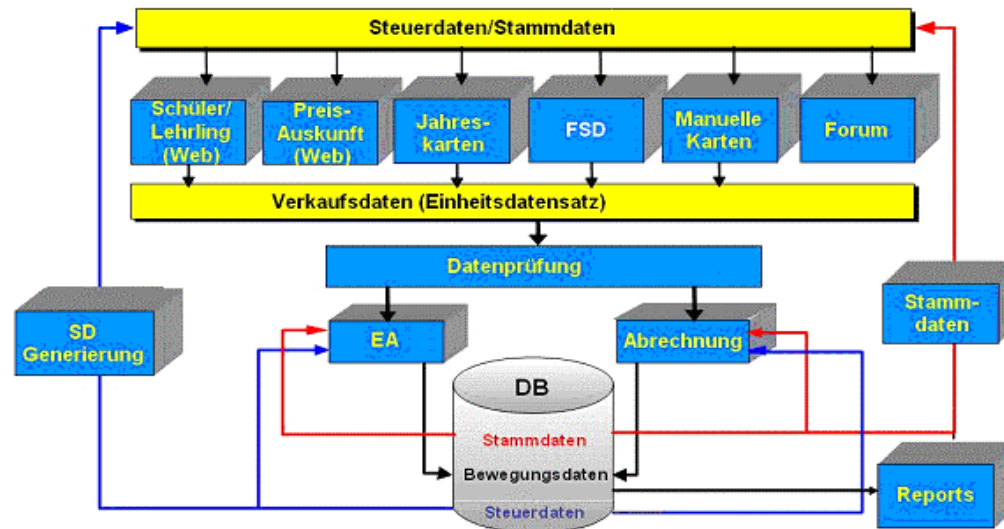 Steuerdaten/Stammdaten
Schüler/
Lehrling
(Web)
Preis-
Auskunft
(Web)
Jahres-
karten
FSD
Manuelle
Karten
Forum
Verkaufsdaten (Einheitsdatensatz)
Datenprüfung
SD
Generierung
EA
Abrechnung
Stamm-
daten
DB
Stammdaten
Bewegungsdaten
Steuerdaten
Reports